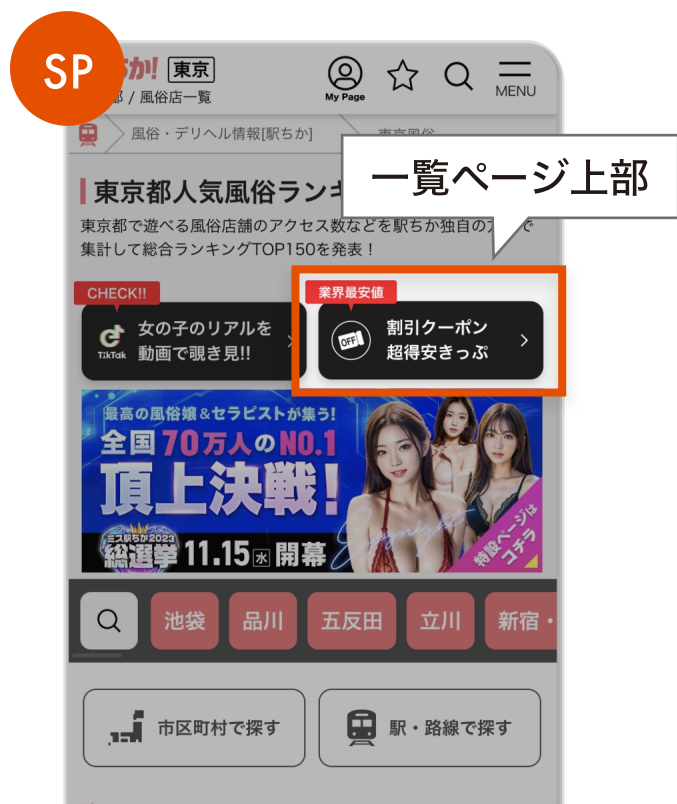 SP
ちか! 東京
都 / 風俗店一覧
My Page
MENU
風俗・デリヘル情報[駅ちか]
東京風俗
一覧ページ上部
東京都人気風俗ラン
東京都で遊べる風俗店舗のアクセス数などを駅ちか独自の
で
集計して総合ランキングTOP150を発表！
CHECK!!
TikTak
女の子のリアルを
動画で覗き見!!
業界最安値
OFF
割引クーポン
超得安きっぷ
最高の風俗嬢&セラピストが集う!
全国70万人のNO.1
頂上決戦!
ミス駅ちか2023
総選挙 11.15水 開幕
特設ページは
コチラ
池袋
品川
五反田
立川
新宿・
市区町村で探す
駅・路線で探す